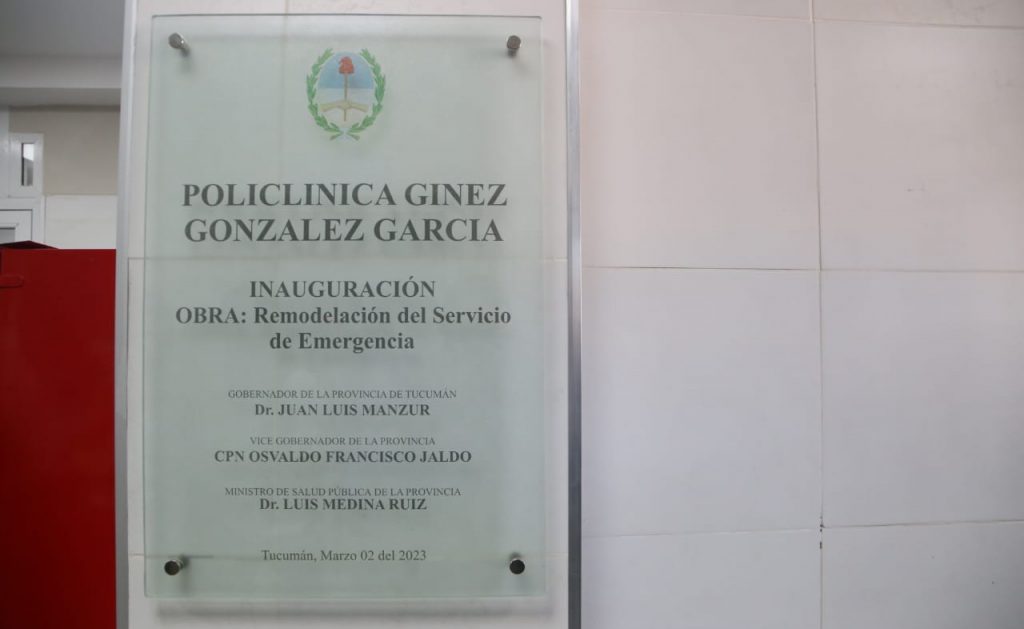 POLICLINICA GINEZ
GONZALEZ GARCIA
INAUGURACIÓN
OBRA: Remodelación del Servicio
de Emergencia
GOBERNADOR DE LA PROVINCIA DE TUCUMÁN
Dr. JUAN LUIS MANZUR
VICE GOBERNADOR DE LA PROVINCIA
CPN OSVALDO FRANCISCO JALDO
MINISTRO DE SALUD PÚBLICA DE LA PROVINCIA
Dr. LUIS MEDINA RUIZ
Tucumán, Marzo 02 del 2023